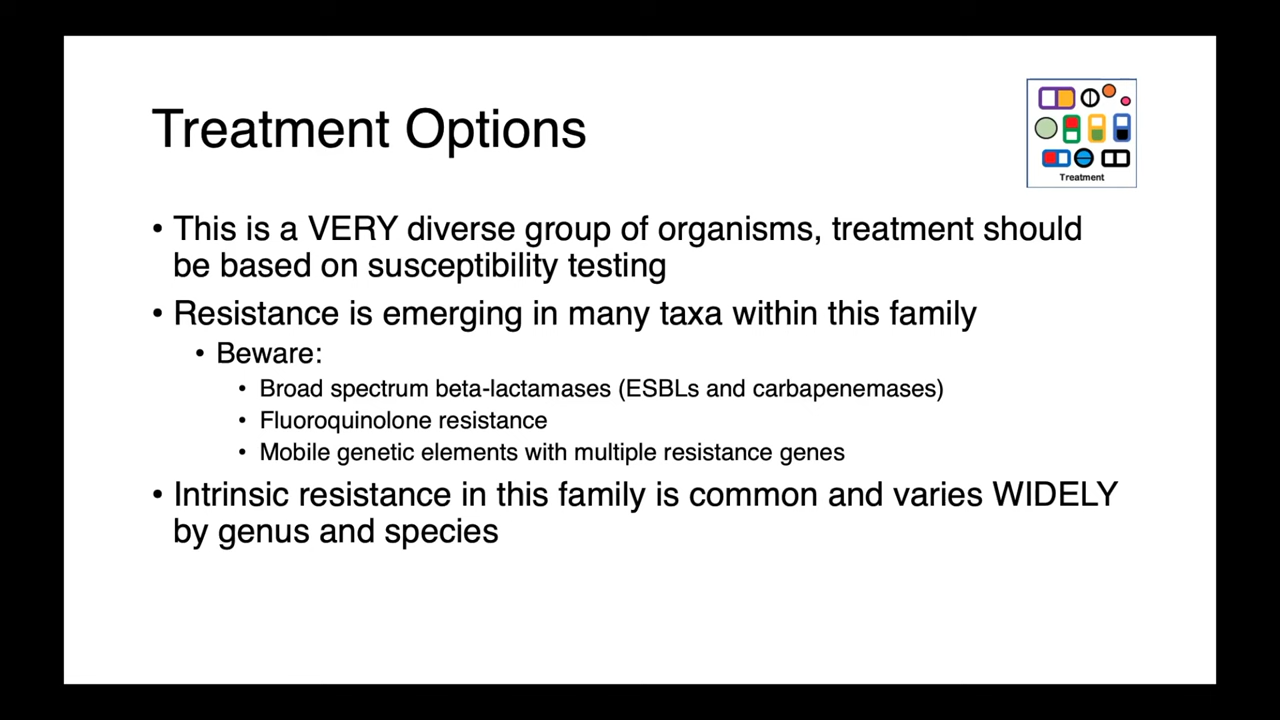 Treatment Options
Treatment
• This is a VERY diverse group of organisms, treatment should
be based on susceptibility testing
• Resistance is emerging in many taxa within this family
• Beware:
• Broad spectrum beta-lactamases (ESBLs and carbapenemases)
• Fluoroquinolone resistance
• Mobile genetic elements with multiple resistance genes
• Intrinsic resistance in this family is common and varies WIDELY
by genus and species